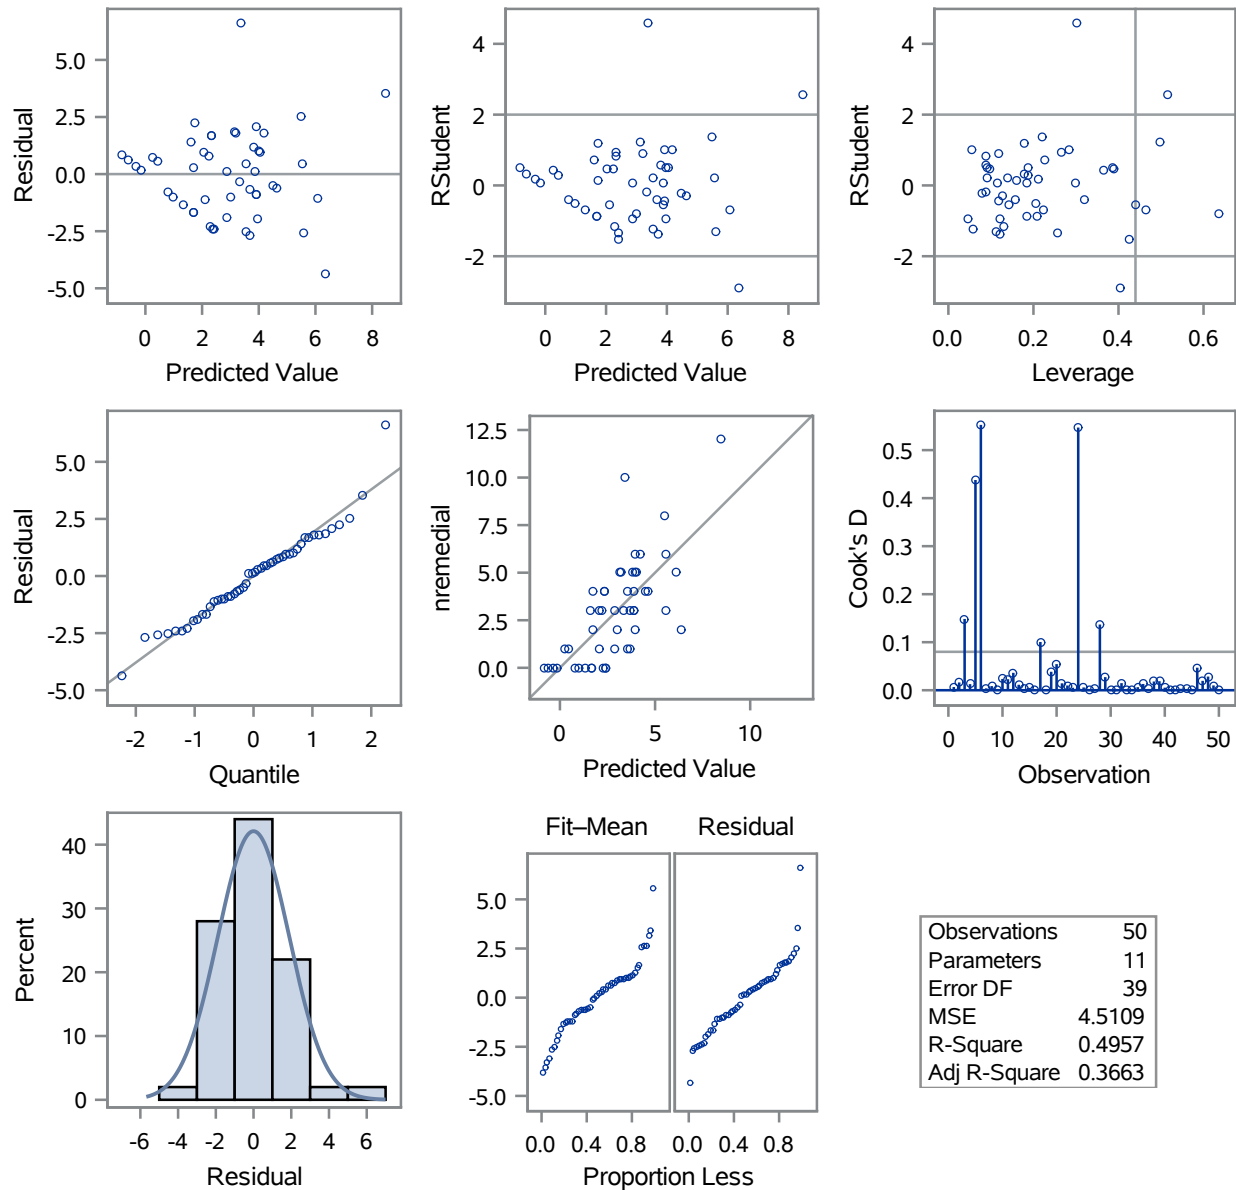 5.0
2.5
0.0
-2.5
-5.0
Residual
0 2 4 6 8
Predicted Value
4
2
0
-2
RStudent
0 2 4 6 8
Predicted Value
4
2
0
-2
RStudent
0.0 0.2 0.4 0.6
Leverage
5.0
2.5
0.0
-2.5
-5.0
Residual
-2 -1 0 1 2
Quantile
12.5
10.0
7.5
5.0
2.5
0.0
nremedial
0 5 10
Predicted Value
0.5
0.4
0.3
0.2
0.1
0.0
Cook's D
0 10 20 30 40 50
Observation
40
30
20
10
0
Percent
-6 -4 -2 0 2 4 6
Residual
Fit–Mean Residual
5.0
2.5
0.0
-2.5
-5.0
0.0 0.4 0.8 0.0 0.4 0.8
Proportion Less
Observations 50
Parameters 11
Error DF 39
MSE 4.5109
R-Square 0.4957
Adj R-Square 0.3663